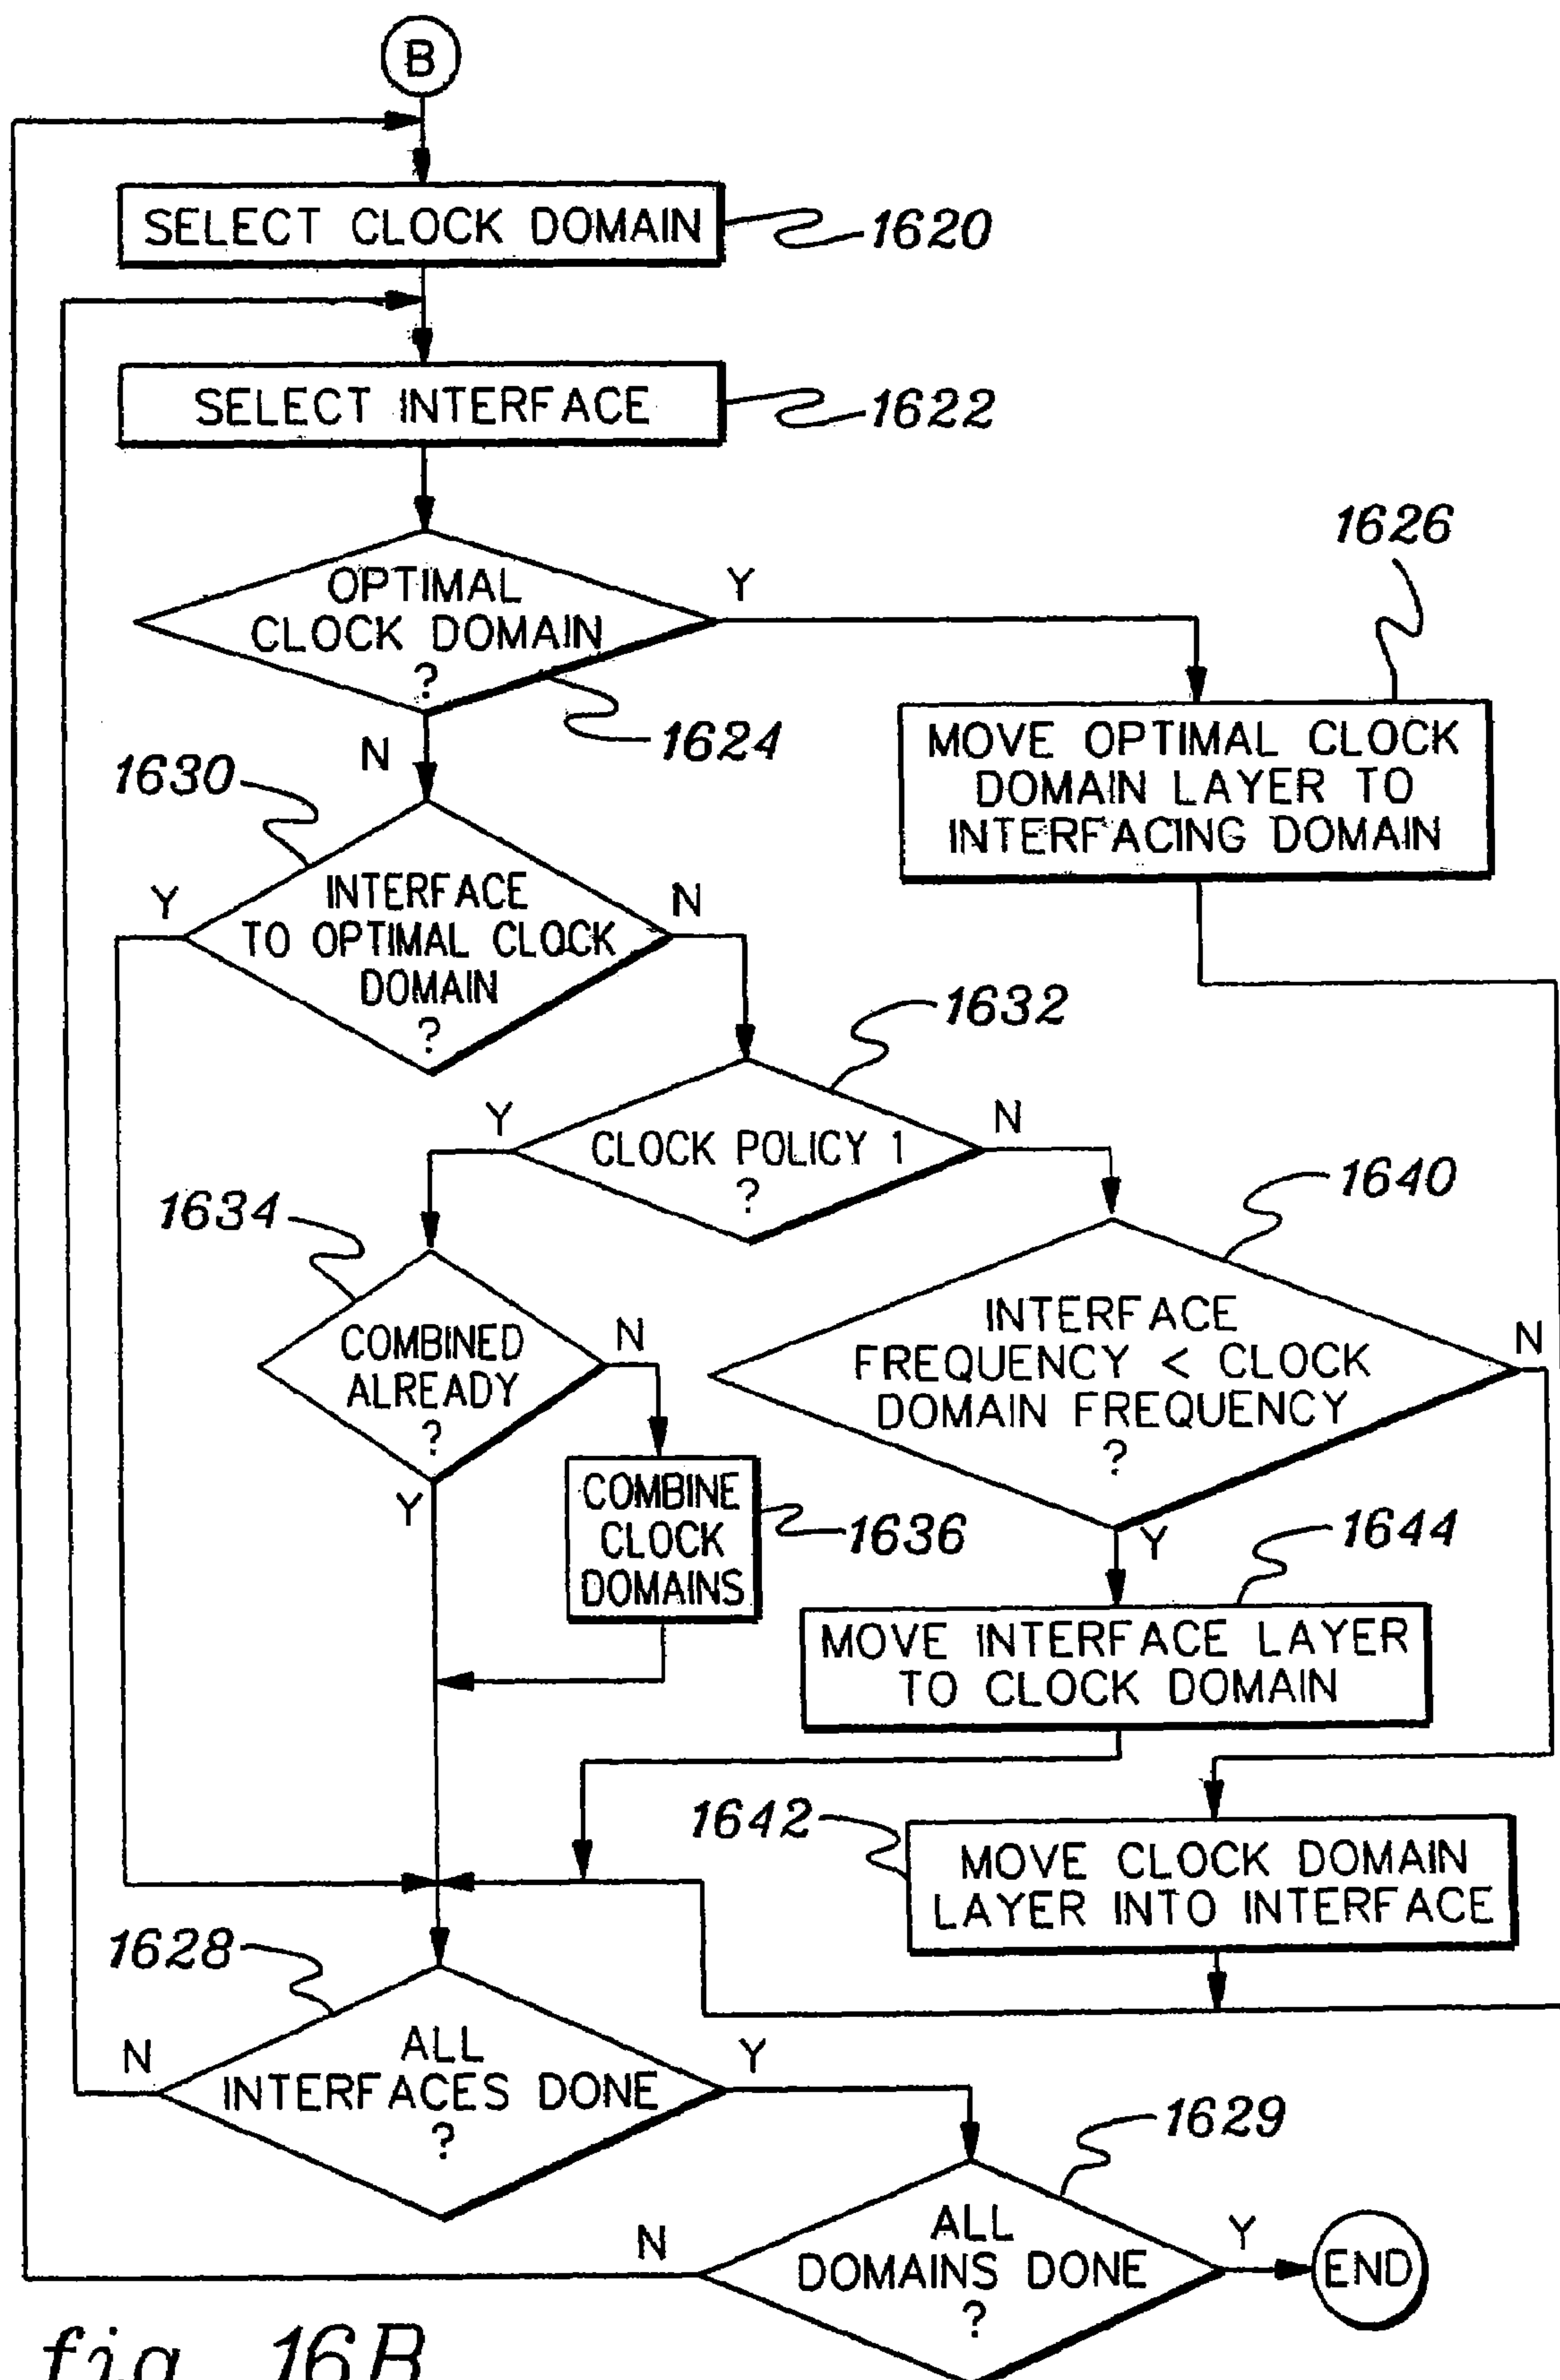 B
SELECT CLOCK DOMAIN
1620
SELECT INTERFACE
1622
OPTIMAL
CLOCK DOMAIN
?
Y
N
1624
1626
MOVE OPTIMAL CLOCK
DOMAIN LAYER TO
INTERFACING DOMAIN
1630
INTERFACE
TO OPTIMAL CLOCK
DOMAIN
?
Y
N
1632
CLOCK POLICY 1
?
Y
N
1634
COMBINED
ALREADY
?
N
Y
COMBINE
CLOCK
DOMAINS
1636
1640
INTERFACE
FREQUENCY < CLOCK
DOMAIN FREQUENCY
?
N
Y
1644
MOVE INTERFACE LAYER
TO CLOCK DOMAIN
1642
MOVE CLOCK DOMAIN
LAYER INTO INTERFACE
1628
ALL
INTERFACES DONE
?
N
Y
1629
ALL
DOMAINS DONE
?
N
Y
END
fig. 16B